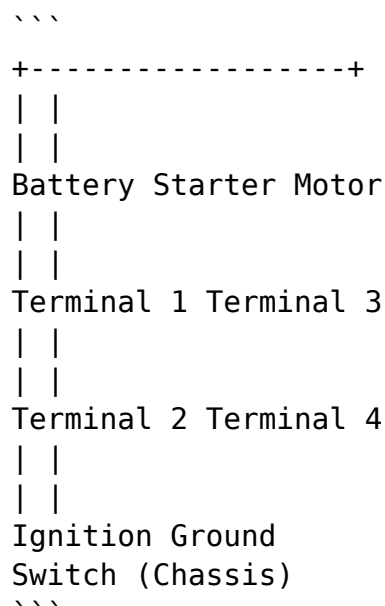 ```
+------------------+
| |
| |
Battery Starter Motor
| |
| |
Terminal 1 Terminal 3
| |
| |
Terminal 2 Terminal 4
| |
| |
Ignition Ground
Switch (Chassis)
```